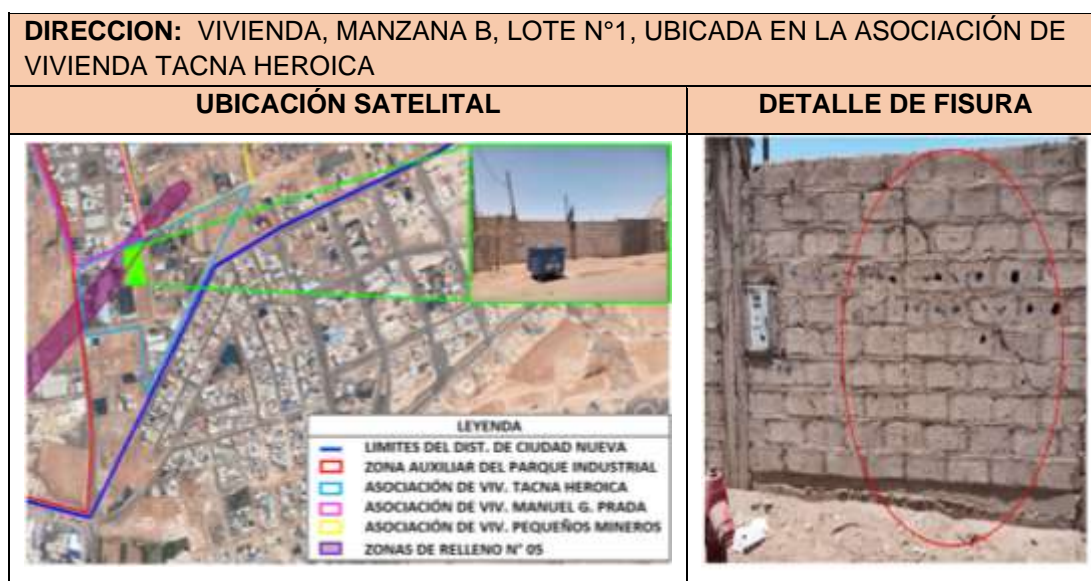 DIRECCION: VIVIENDA, MANZANA B, LOTE N°1, UBICADA EN LA ASOCIACIÓN DE
VIVIENDA TACNA HEROICA
UBICACIÓN SATELITAL
DETALLE DE FISURA
LEYENDA
LIMITES DEL DIST. DE CIUDAD NUEVA
ZONA AUXILIAR DEL PARQUE INDUSTRIAL
ASOCIACIÓN DE VIV. TACNA HEROICA
ASOCIACIÓN DE VIV. MANUEL G. PRADA
ASOCIACIÓN DE VIV. PEQUEÑOS MINEROS
ZONAS DE RELLENO N° 05